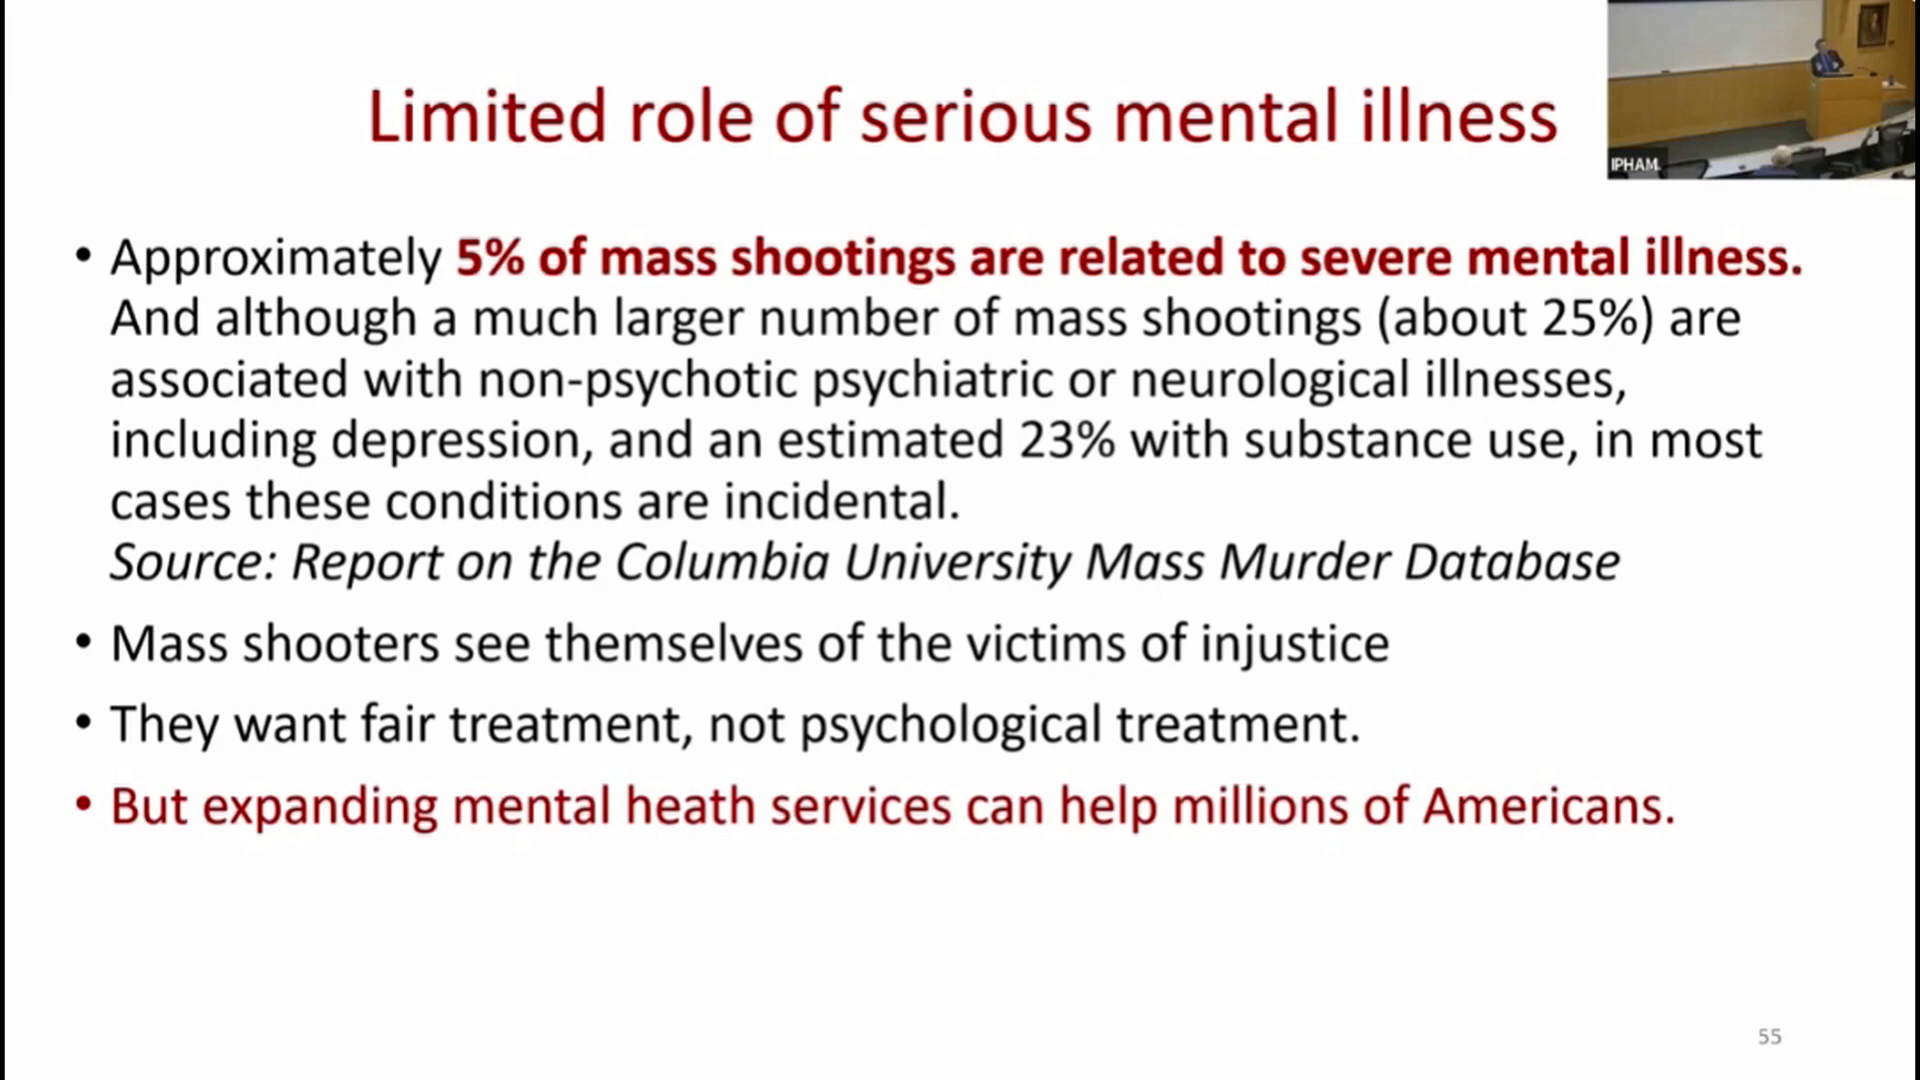 Limited role of serious mental illness
IPHAM
• Approximately 5% of mass shootings are related to severe mental illness.
And although a much larger number of mass shootings (about 25%) are
associated with non-psychotic psychiatric or neurological illnesses,
including depression, and an estimated 23% with substance use, in most
cases these conditions are incidental.
Source: Report on the Columbia University Mass Murder Database
• Mass shooters see themselves of the victims of injustice
• They want fair treatment, not psychological treatment.
• But expanding mental heath services can help millions of Americans.
55